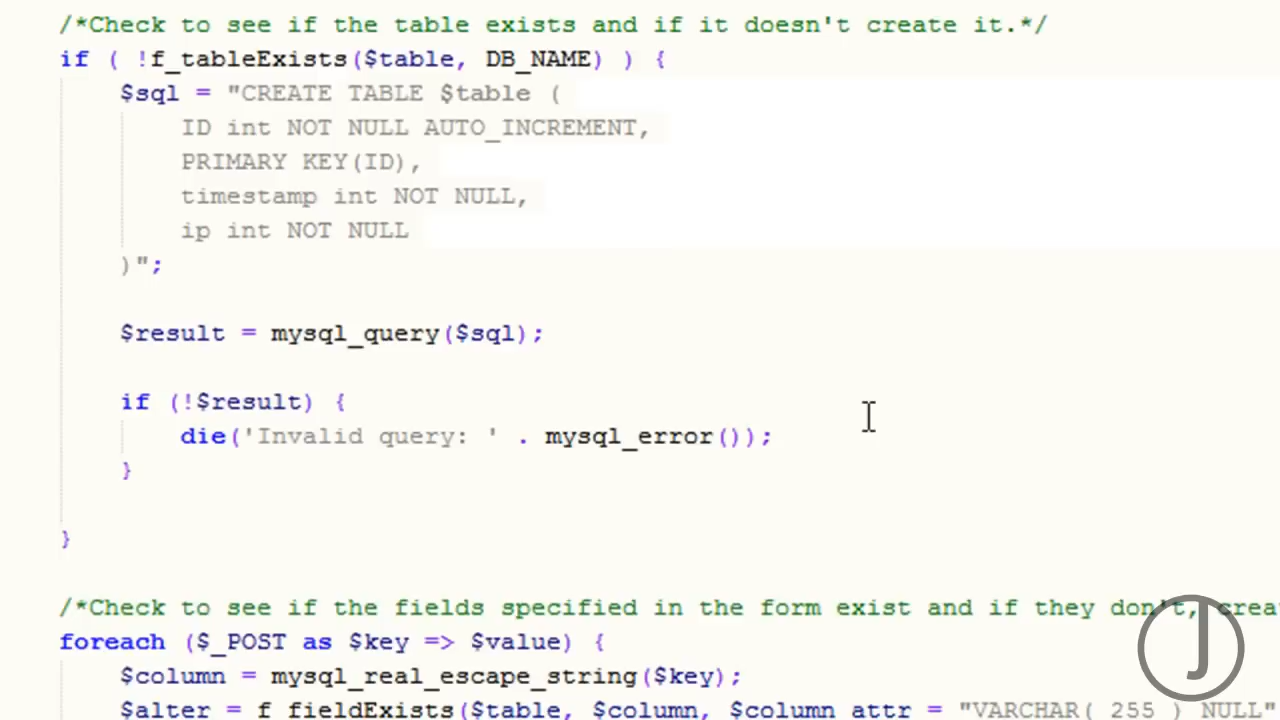 /*Check to see if the table exists and if it doesn't create it.*/
if ( !f_tableExists($table, DB_NAME) ) {
$sql = "CREATE TABLE $table (
ID int NOT NULL AUTO_INCREMENT,
PRIMARY KEY(ID),
timestamp int NOT NULL,
ip int NOT NULL
)";
$result = mysql_query($sql);
if (!$result) {
die('Invalid query: ' . mysql_error());
}
}
/*Check to see if the fields specified in the form exist and if they don't,
foreach ($_POST as $key => $value) {
$column = mysql_real_escape_string($key);
$alter = f_fieldExists($table, $column, $column_attr = "VARCHAR( 255 ) NULL"
J